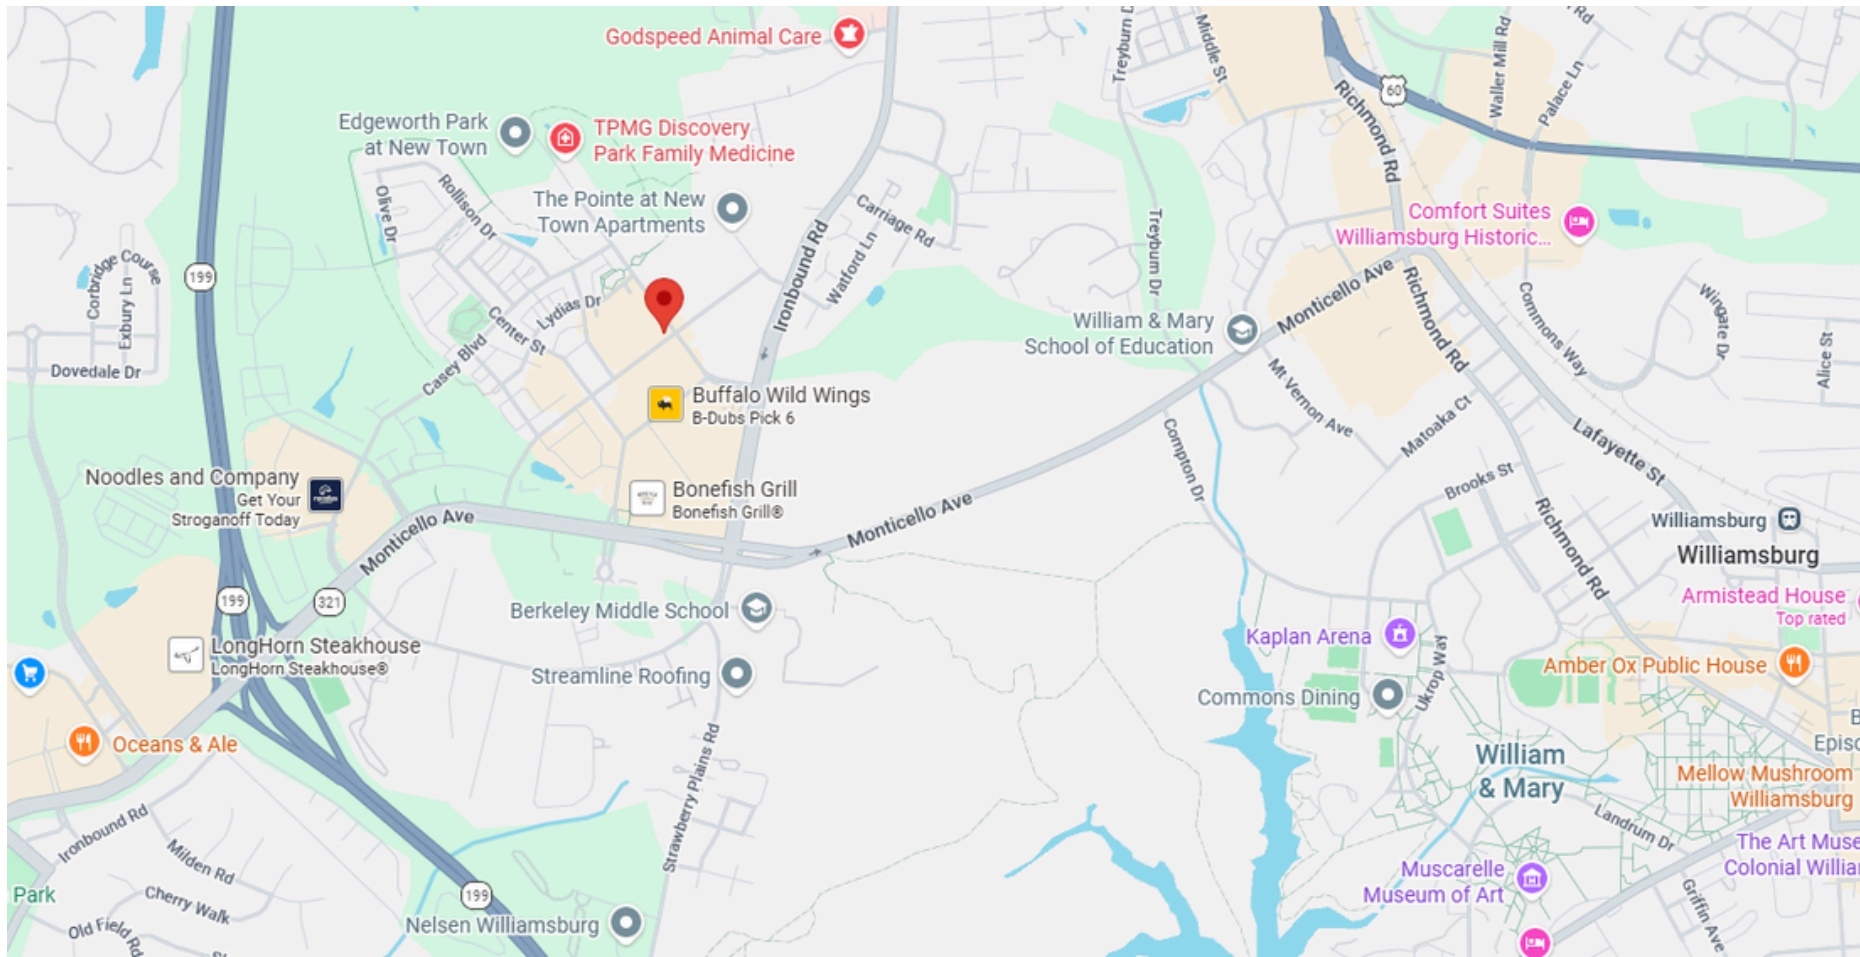 Godspeed Animal Care
Edgeworth Park
at New Town
TPMG Discovery
Park Family Medicine
The Pointe at New
Town Apartments
Treyburn D
Middle St
Richmond Rd
60
Waller Mill Rd
Palace Ln
Rd
Comfort Suites
Williamsburg Historic...
Olive Dr
Rollison Dr
Carriage Rd
Watford Ln
Ironbound Rd
Treyburn Dr
Corbridge Course
Exbury Ln
Dovedale Dr
199
Lydias Dr
Center St
Casey Blvd
William & Mary
School of Education
Monticello Ave
Richmond Rd
Commons Way
Wingate Dr
Alice St
Mt Vernon Ave
Matoaka Ct
Lafayette St
Buffalo Wild Wings
B-Dubs Pick 6
Noodles and Company
Get Your
Stroganoff Today
Bonefish Grill
Bonefish Grill®
Monticello Ave
Monticello Ave
Compton Dr
Brooks St
Richmond Rd
Williamsburg
Williamsburg
199
321
Berkeley Middle School
Armistead House
Top rated
LongHorn Steakhouse
LongHorn Steakhouse®
Streamline Roofing
Kaplan Arena
Ukrop Way
Amber Ox Public House
Commons Dining
Oceans & Ale
Strawberry Plains Rd
William
& Mary
B
Episc
Mellow Mushroom
Williamsburg
Ironbound Rd
Milden Rd
Cherry Walk
Old Field Rd
Park
199
Nelsen Williamsburg
Landrum Dr
The Art Muse
Colonial Williar
Muscarelle
Museum of Art
Griffin Ave